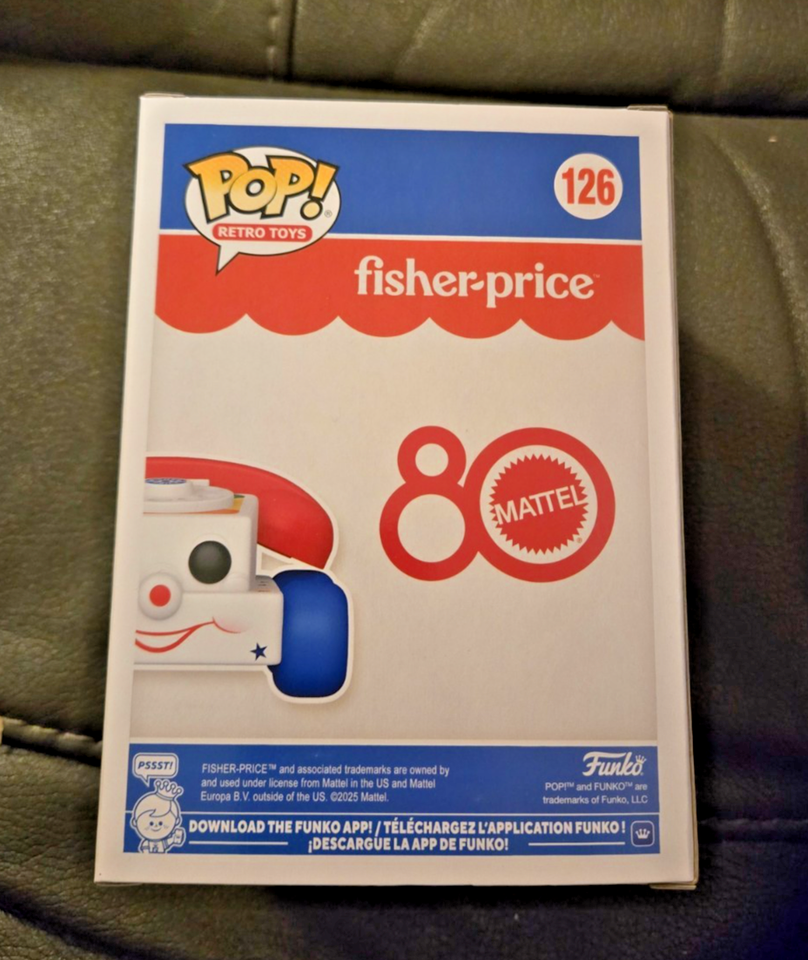 POP!®
RETRO TOYS
126
fisher-price™
80
MATTEL®
PSSST!
FISHER-PRICE™ and associated trademarks are owned by
and used under license from Mattel in the US and Mattel
Europa B.V. outside of the US. ©2025 Mattel.
Funko®
POP!™ and FUNKO™ are
trademarks of Funko, LLC
DOWNLOAD THE FUNKO APP! / TÉLÉCHARGEZ L'APPLICATION FUNKO !
¡DESCARGUE LA APP DE FUNKO!